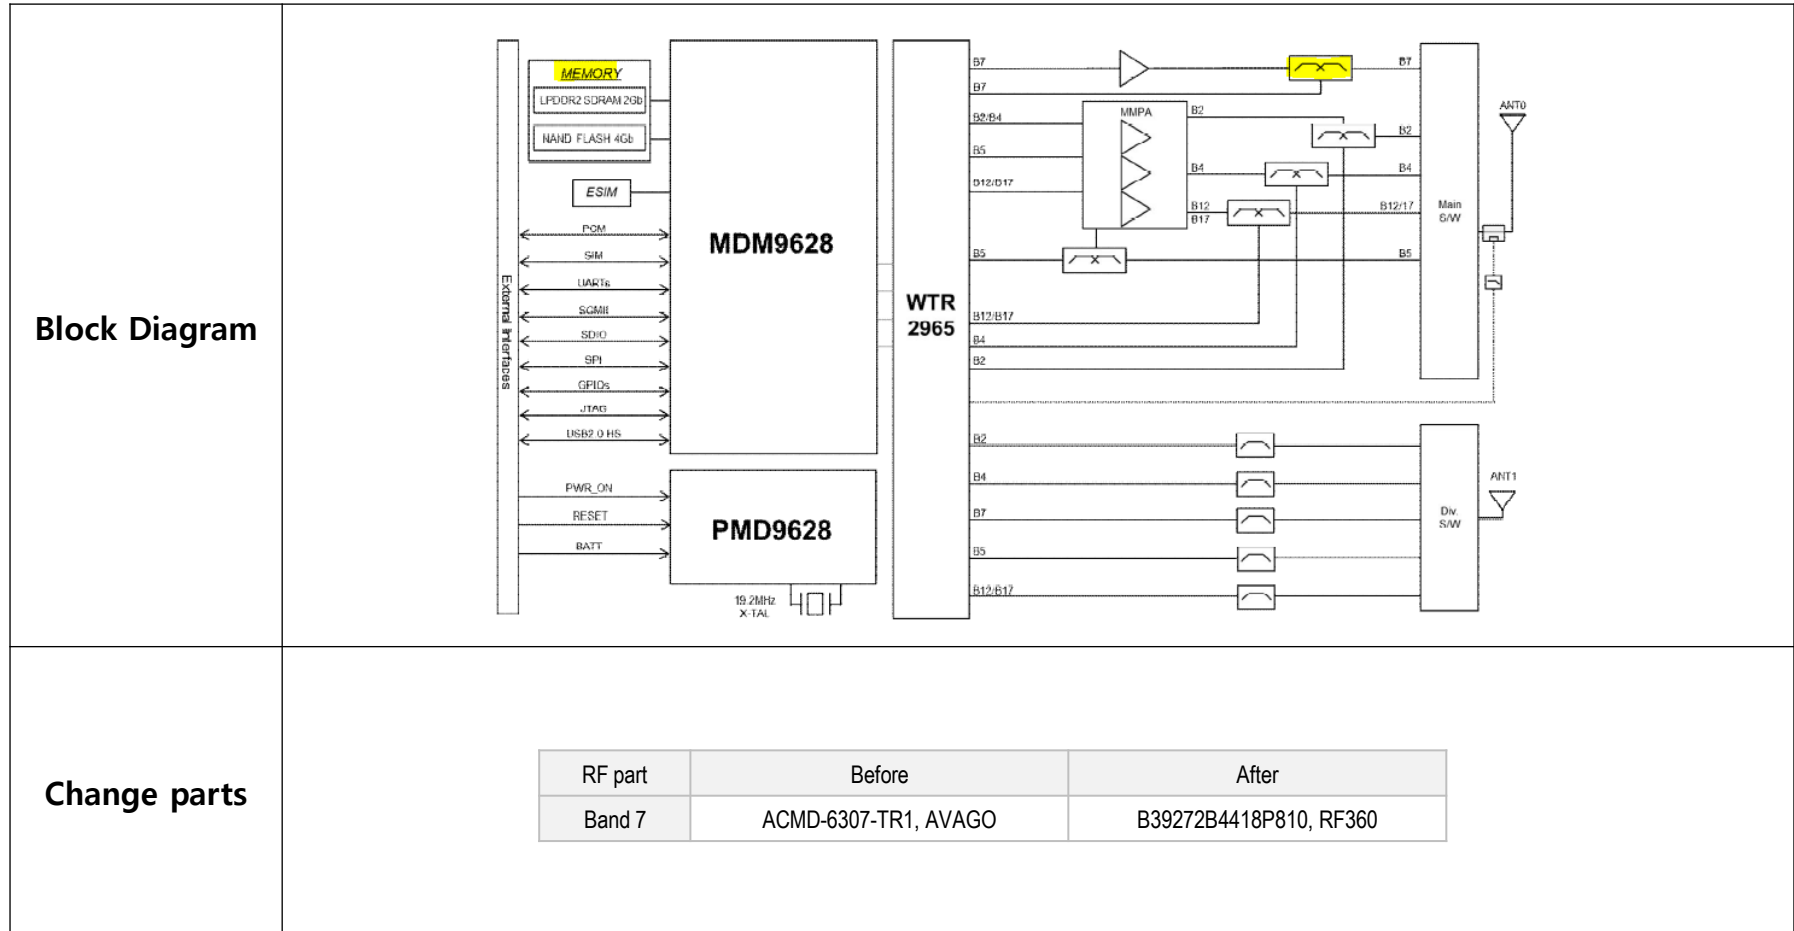 Block Diagram
MEMORY
LPDDR2 SDRAM 2Gb
NAND FLASH 4Gb
ESIM
External Interfaces
PCM
SIM
UARTs
SGMII
SDIO
SPI
GPIOs
JTAG
USB2.0 HS
PWR_ON
RESET
BATT
MDM9628
PMD9628
19.2MHz
X-TAL
WTR
2965
B7
B7
B2/B4
B5
B12/B17
B5
B12/B17
B4
B2
B2
B4
B7
B5
B12/B17
MMPA
B2
B4
B12
B17
B7
B2
B4
B12/17
B5
Main
S/W
ANT0
Div.
S/W
ANT1
Change parts
RF part Before After
Band 7 ACMD-6307-TR1, AVAGO B39272B4418P810, RF360